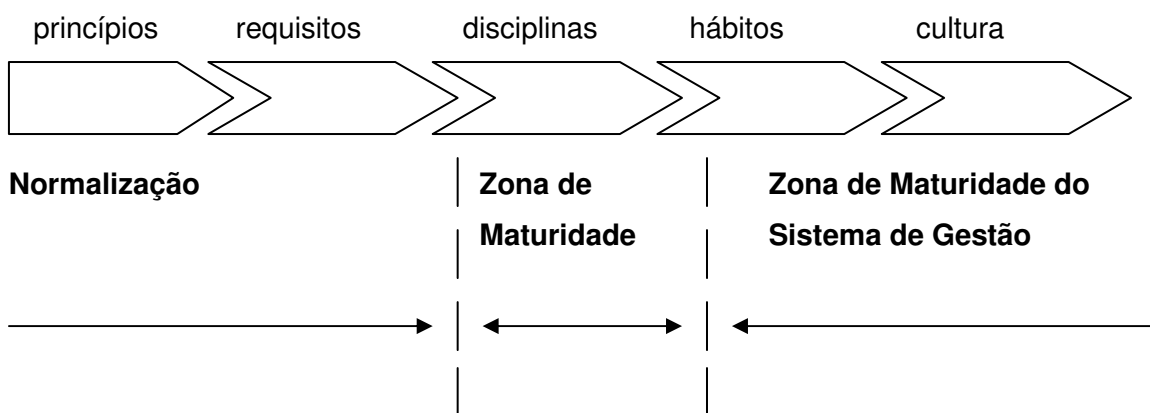 princípios requisitos disciplinas hábitos cultura
Normalização Zona de Zona de Maturidade do
Maturidade Sistema de Gestão